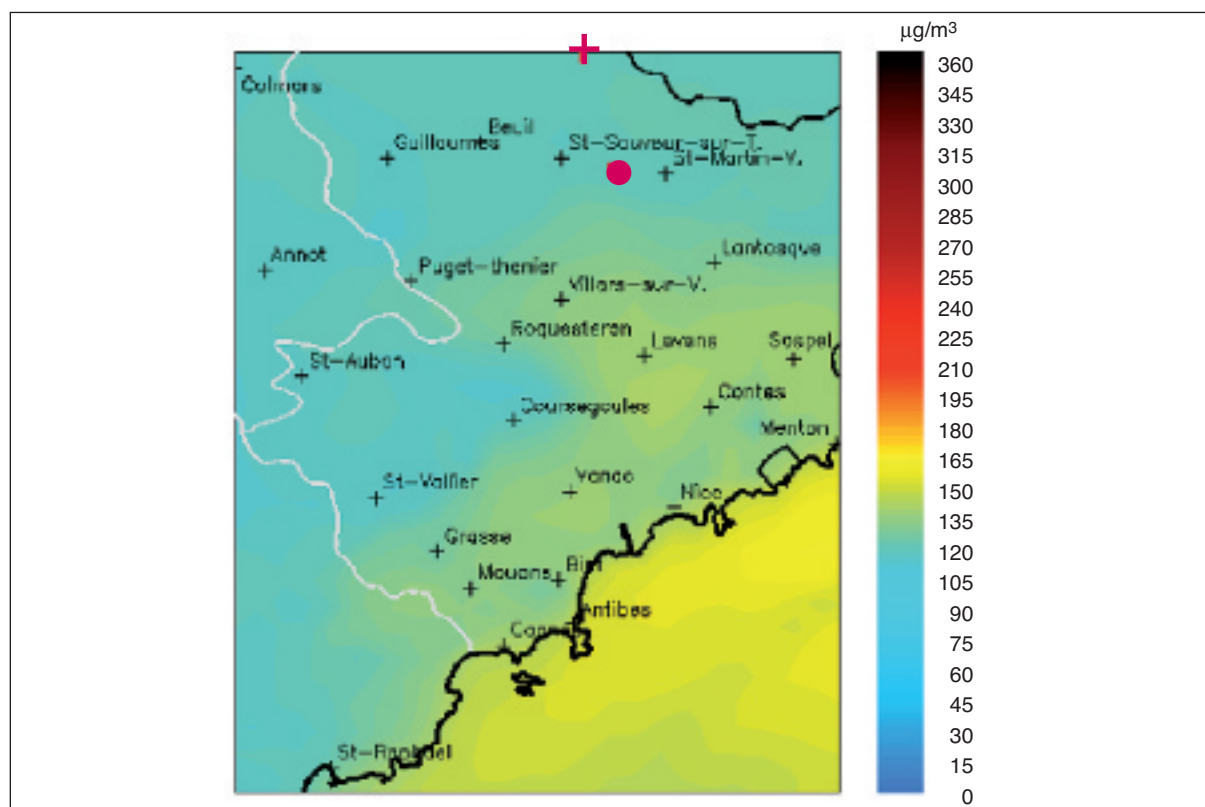 µg/m³
360
345
330
315
300
285
270
255
240
225
210
195
180
165
150
135
120
105
90
75
60
45
30
15
0
Colmars
Beuil
Guillaumes
St-Sauveur-sur-T.
St-Martin-V.
Annot
Lantosque
Puget-thenier
Villars-sur-V.
Roquesteron
Levens
Sospel
St-Auban
Contes
Coursegoules
Menton
St-Vallier
Vence
Nice
Grasse
Mouans
Biot
Antibes
St-Raphael